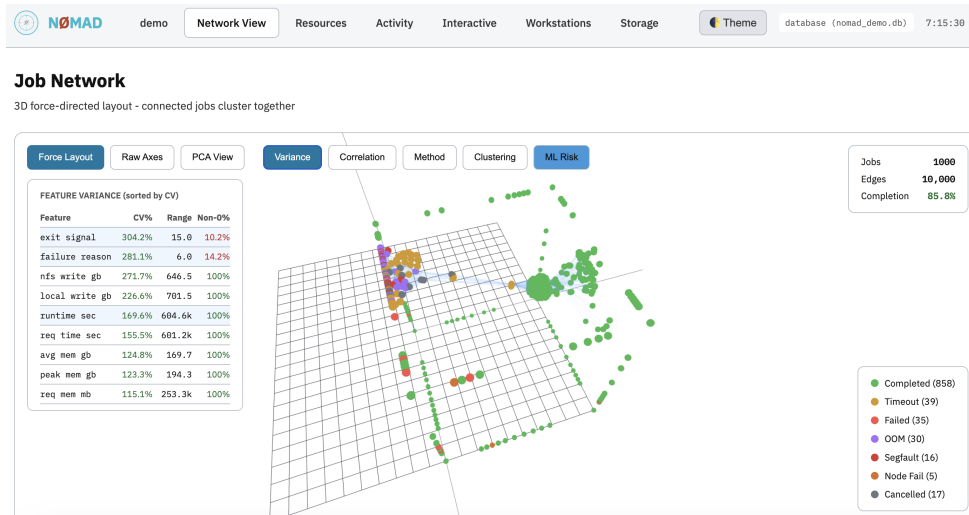 NØMAD demo Network View Resources Activity Interactive Workstations Storage 🌓 Theme database (nomad_demo.db) 7:15:30
Job Network
3D force-directed layout - connected jobs cluster together
Force Layout Raw Axes PCA View Variance Correlation Method Clustering ML Risk
FEATURE VARIANCE (sorted by CV)
Feature CV% Range Non-0%
exit signal 304.2% 15.0 10.2%
failure reason 281.1% 6.0 14.2%
nfs write gb 271.7% 646.5 100%
local write gb 226.6% 701.5 100%
runtime sec 169.6% 604.6k 100%
req time sec 155.5% 601.2k 100%
avg mem gb 124.8% 169.7 100%
peak mem gb 123.3% 194.3 100%
req mem mb 115.1% 253.3k 100%
Jobs 1000
Edges 10,000
Completion 85.8%
Completed (858)
Timeout (39)
Failed (35)
OOM (30)
Segfault (16)
Node Fail (5)
Cancelled (17)